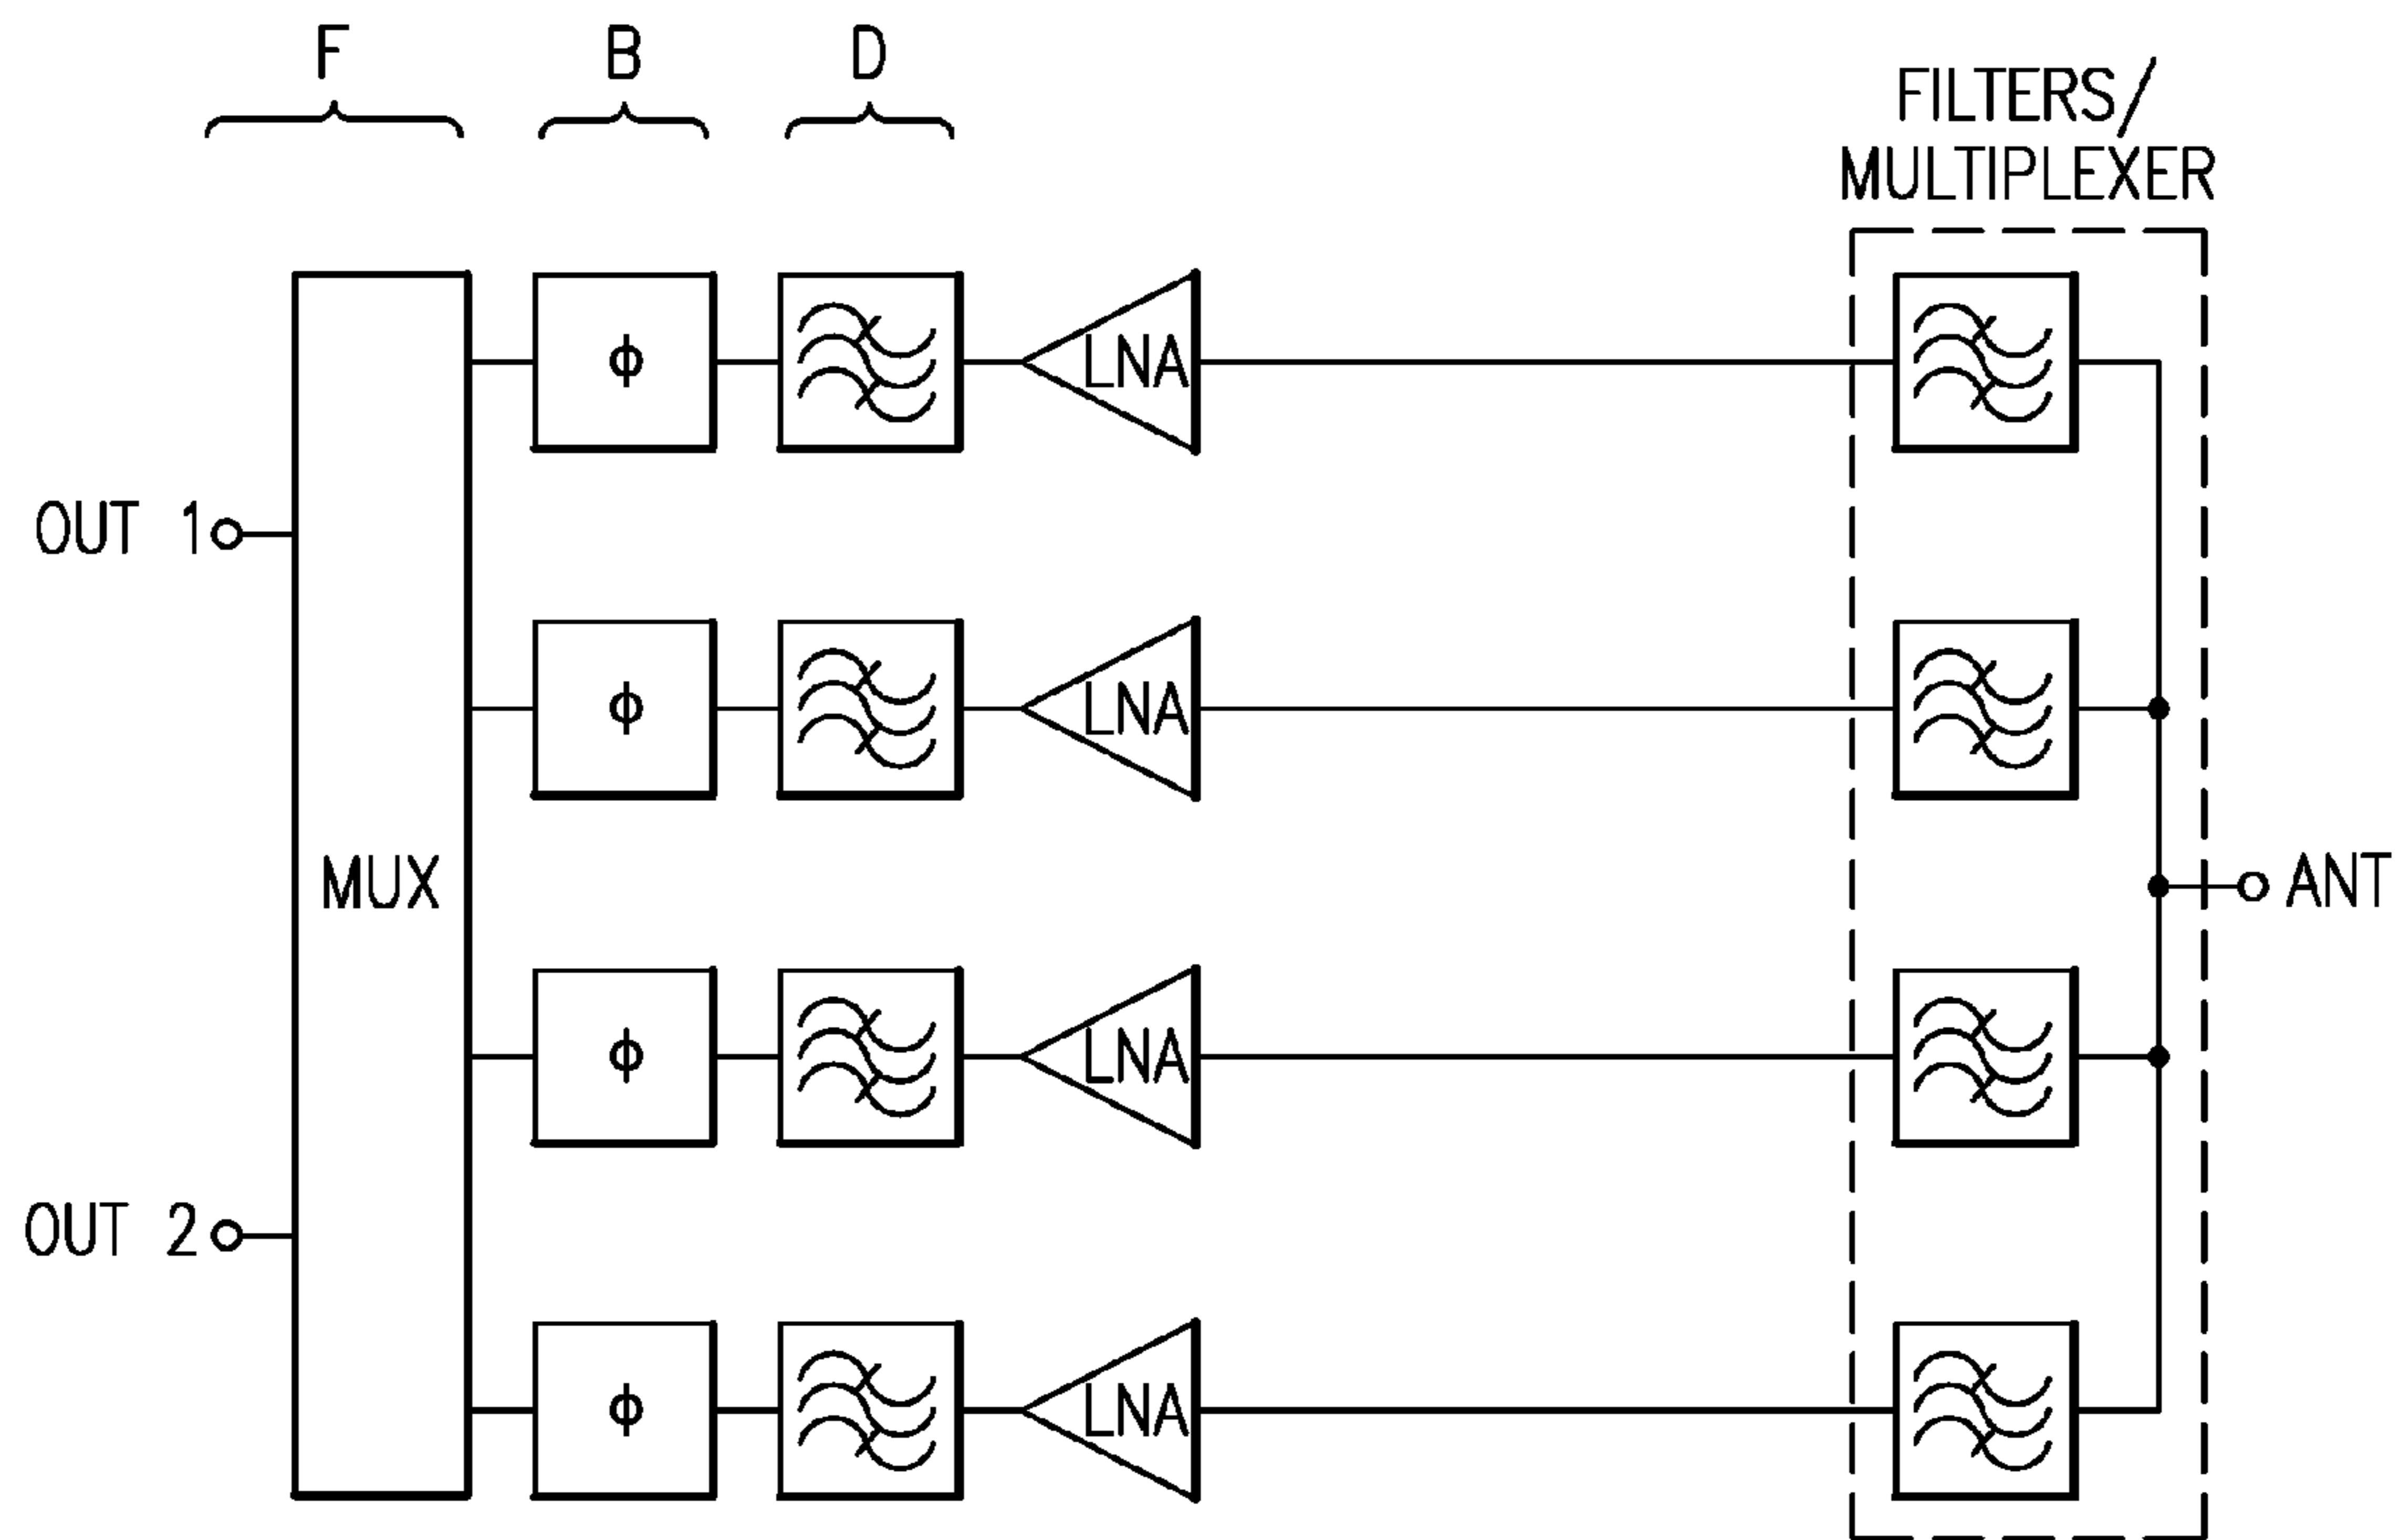 F
B
D
FILTERS/
MULTIPLEXER
ϕ
LNA
OUT 1
ϕ
LNA
MUX
ANT
ϕ
LNA
OUT 2
ϕ
LNA